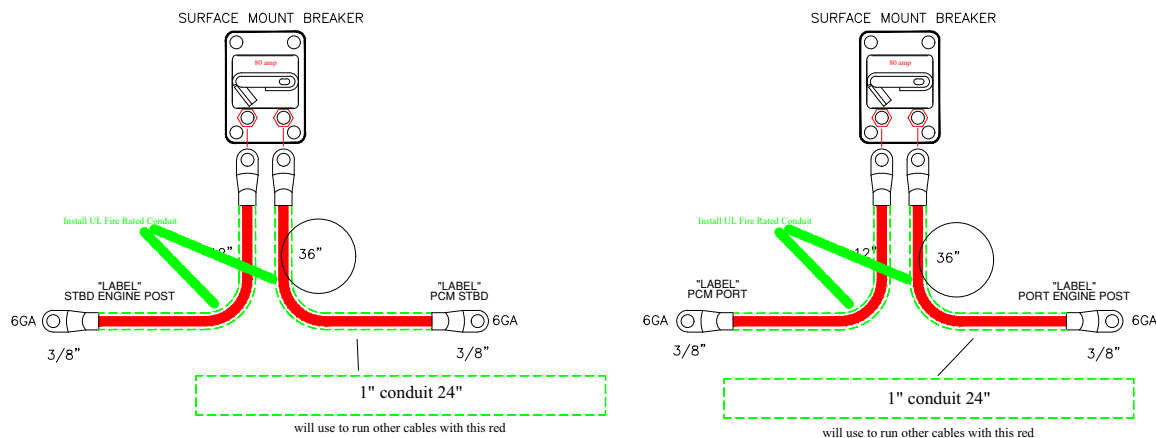 SURFACE MOUNT BREAKER
80 amp
Install UL Fire Rated Conduit
36”
"LABEL"
STBD ENGINE POST
"LABEL"
PCM STBD
6GA
6GA
3/8”
3/8”
1" conduit 24"
will use to run other cables with this red
SURFACE MOUNT BREAKER
80 amp
Install UL Fire Rated Conduit
12”
36”
"LABEL"
PCM PORT
"LABEL"
PORT ENGINE POST
6GA
6GA
3/8”
3/8”
1" conduit 24"
will use to run other cables with this red